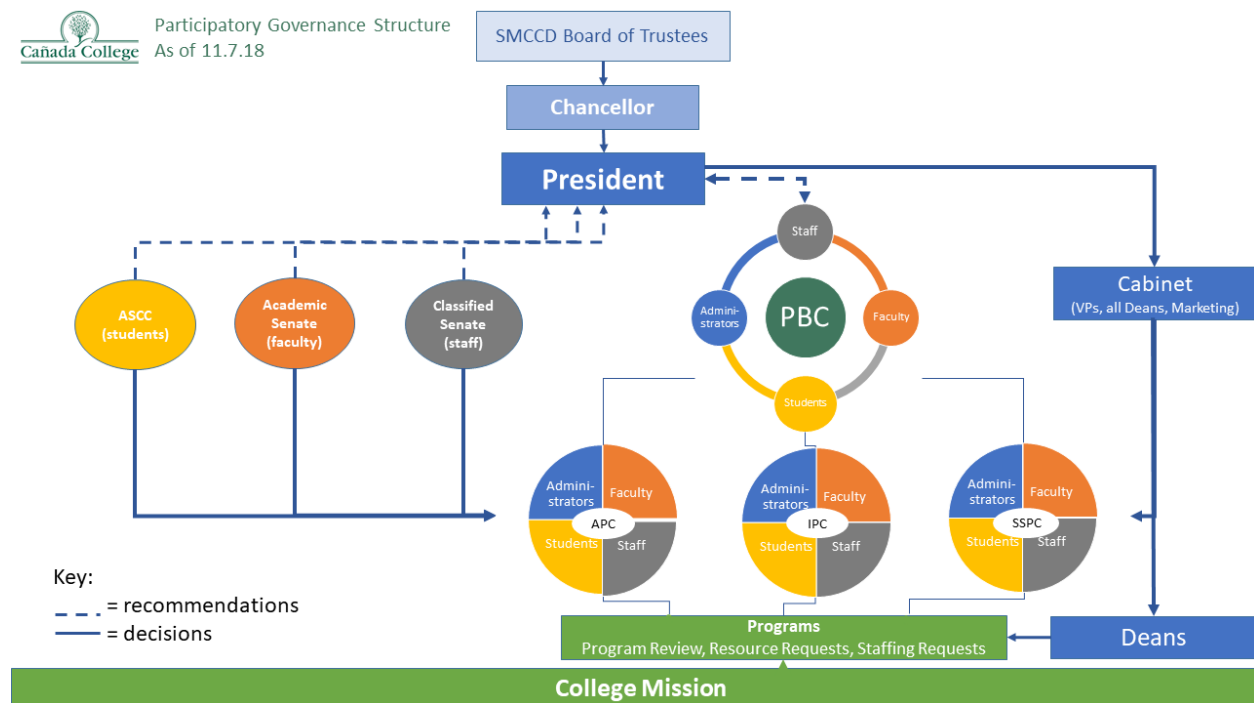 Cañada College
Participatory Governance Structure
As of 11.7.18
SMCCD Board of Trustees
Chancellor
President
Staff
Admini-
strators
PBC
Faculty
Students
Cabinet
(VPs, all Deans, Marketing)
ASCC
(students)
Academic
Senate
(faculty)
Classified
Senate
(staff)
Admini-
strators
Faculty
APC
Students
Staff
Admini-
strators
Faculty
IPC
Students
Staff
Admini-
strators
Faculty
SSPC
Students
Staff
Key:
= recommendations
= decisions
Programs
Program Review, Resource Requests, Staffing Requests
Deans
College Mission